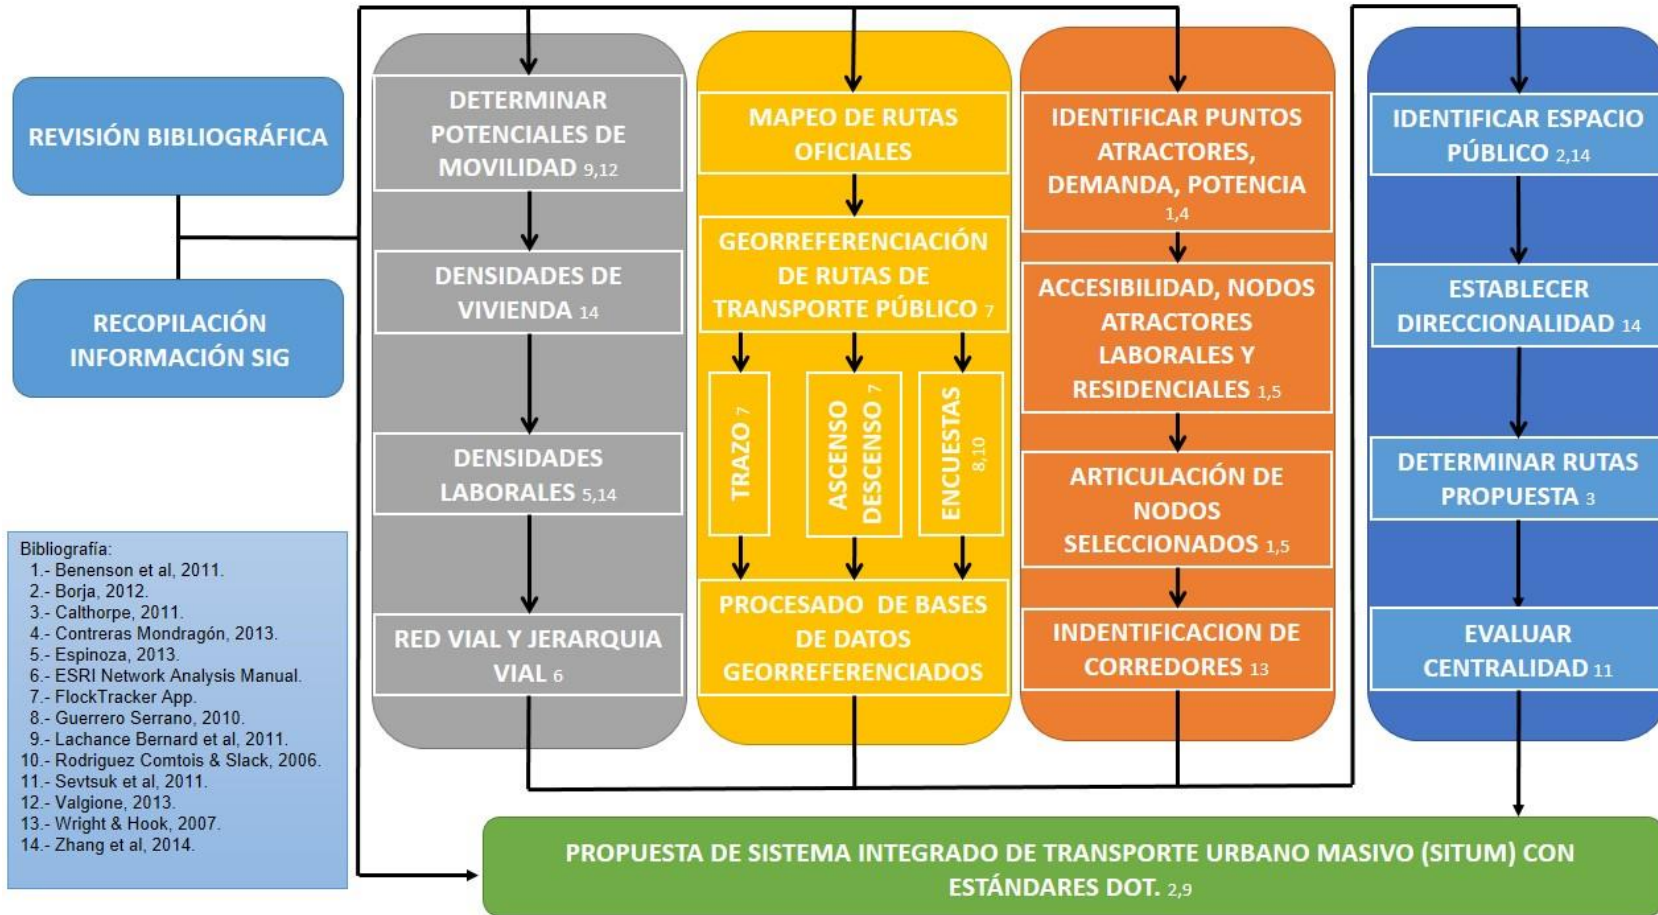 REVISIÓN BIBLIOGRÁFICA
RECOPILACIÓN
INFORMACIÓN SIG
Bibliografía:
1.- Benenson et al, 2011.
2.- Borja, 2012.
3.- Calthorpe, 2011.
4.- Contreras Mondragón, 2013.
5.- Espinoza, 2013.
6.- ESRI Network Analysis Manual.
7.- FlockTracker App.
8.- Guerrero Serrano, 2010.
9.- Lachance Bernard et al, 2011.
10.- Rodriguez Comtois & Slack, 2006.
11.- Sevtsuk et al, 2011.
12.- Valgione, 2013.
13.- Wright & Hook, 2007.
14.- Zhang et al, 2014.
DETERMINAR
POTENCIALES DE
MOVILIDAD 9,12
DENSIDADES DE
VIVIENDA 14
DENSIDADES
LABORALES 5,14
RED VIAL Y JERARQUIA
VIAL 6
MAPEO DE RUTAS
OFICIALES
GEORREFERENCIACIÓN
DE RUTAS DE
TRANSPORTE PÚBLICO 7
TRAZO 7
ASCENSO
DESCENSO 7
ENCUESTAS
8,10
PROCESADO DE BASES
DE DATOS
GEORREFERENCIADOS
IDENTIFICAR PUNTOS
ATRACTORES,
DEMANDA, POTENCIA
1,4
ACCESIBILIDAD, NODOS
ATRACTORES
LABORALES Y
RESIDENCIALES 1,5
ARTICULACIÓN DE
NODOS
SELECCIONADOS 1,5
INDENTIFICACION DE
CORREDORES 13
IDENTIFICAR ESPACIO
PÚBLICO 2,14
ESTABLECER
DIRECCIONALIDAD 14
DETERMINAR RUTAS
PROPUESTA 3
EVALUAR
CENTRALIDAD 11
PROPUESTA DE SISTEMA INTEGRADO DE TRANSPORTE URBANO MASIVO (SITUM) CON
ESTÁNDARES DOT. 2,9